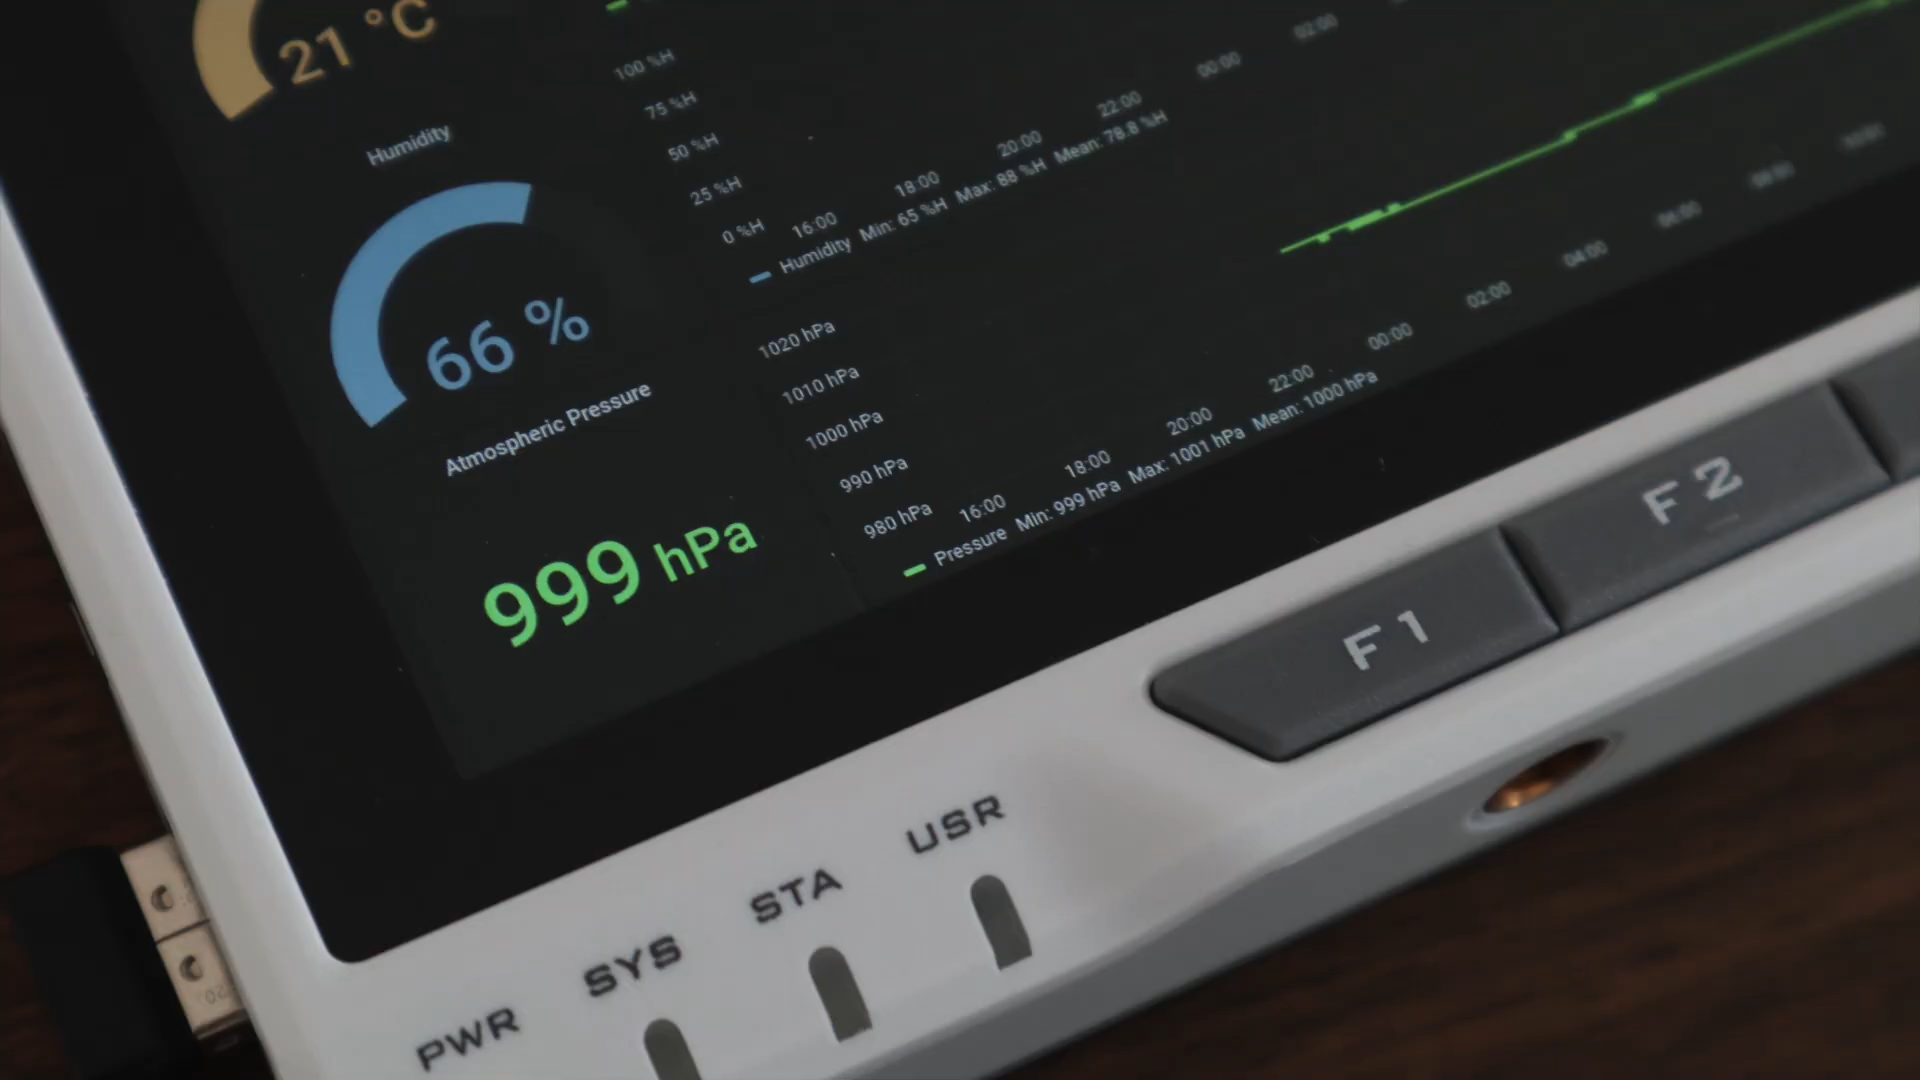 21 °C
Humidity
66 %
Atmospheric Pressure
999 hPa
100 %H
75 %H
50 %H
25 %H
0 %H
16:00 18:00 20:00 22:00 00:00 02:00
Humidity Min: 65 %H Max: 88 %H Mean: 78.8 %H
1020 hPa
1010 hPa
1000 hPa
990 hPa
980 hPa
16:00 18:00 20:00 22:00 00:00 02:00 04:00 06:00
Pressure Min: 999 hPa Max: 1001 hPa Mean: 1000 hPa
F1
F2
PWR
SYS
STA
USR